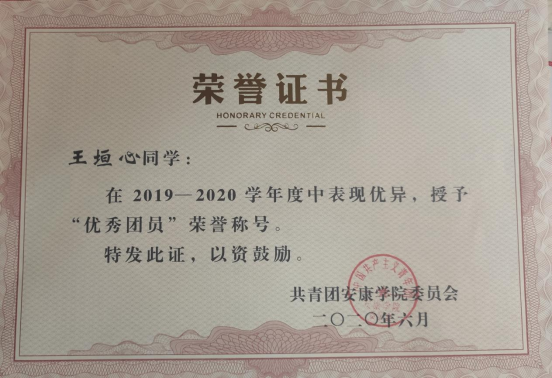 荣誉证书
HONORARY CREDENTIAL
王垣心同学：
在 2019—2020 学年度中表现优异，授予
“优秀团员”荣誉称号。
特发此证，以资鼓励。
共青团安康学院委员会
二〇二〇年六月